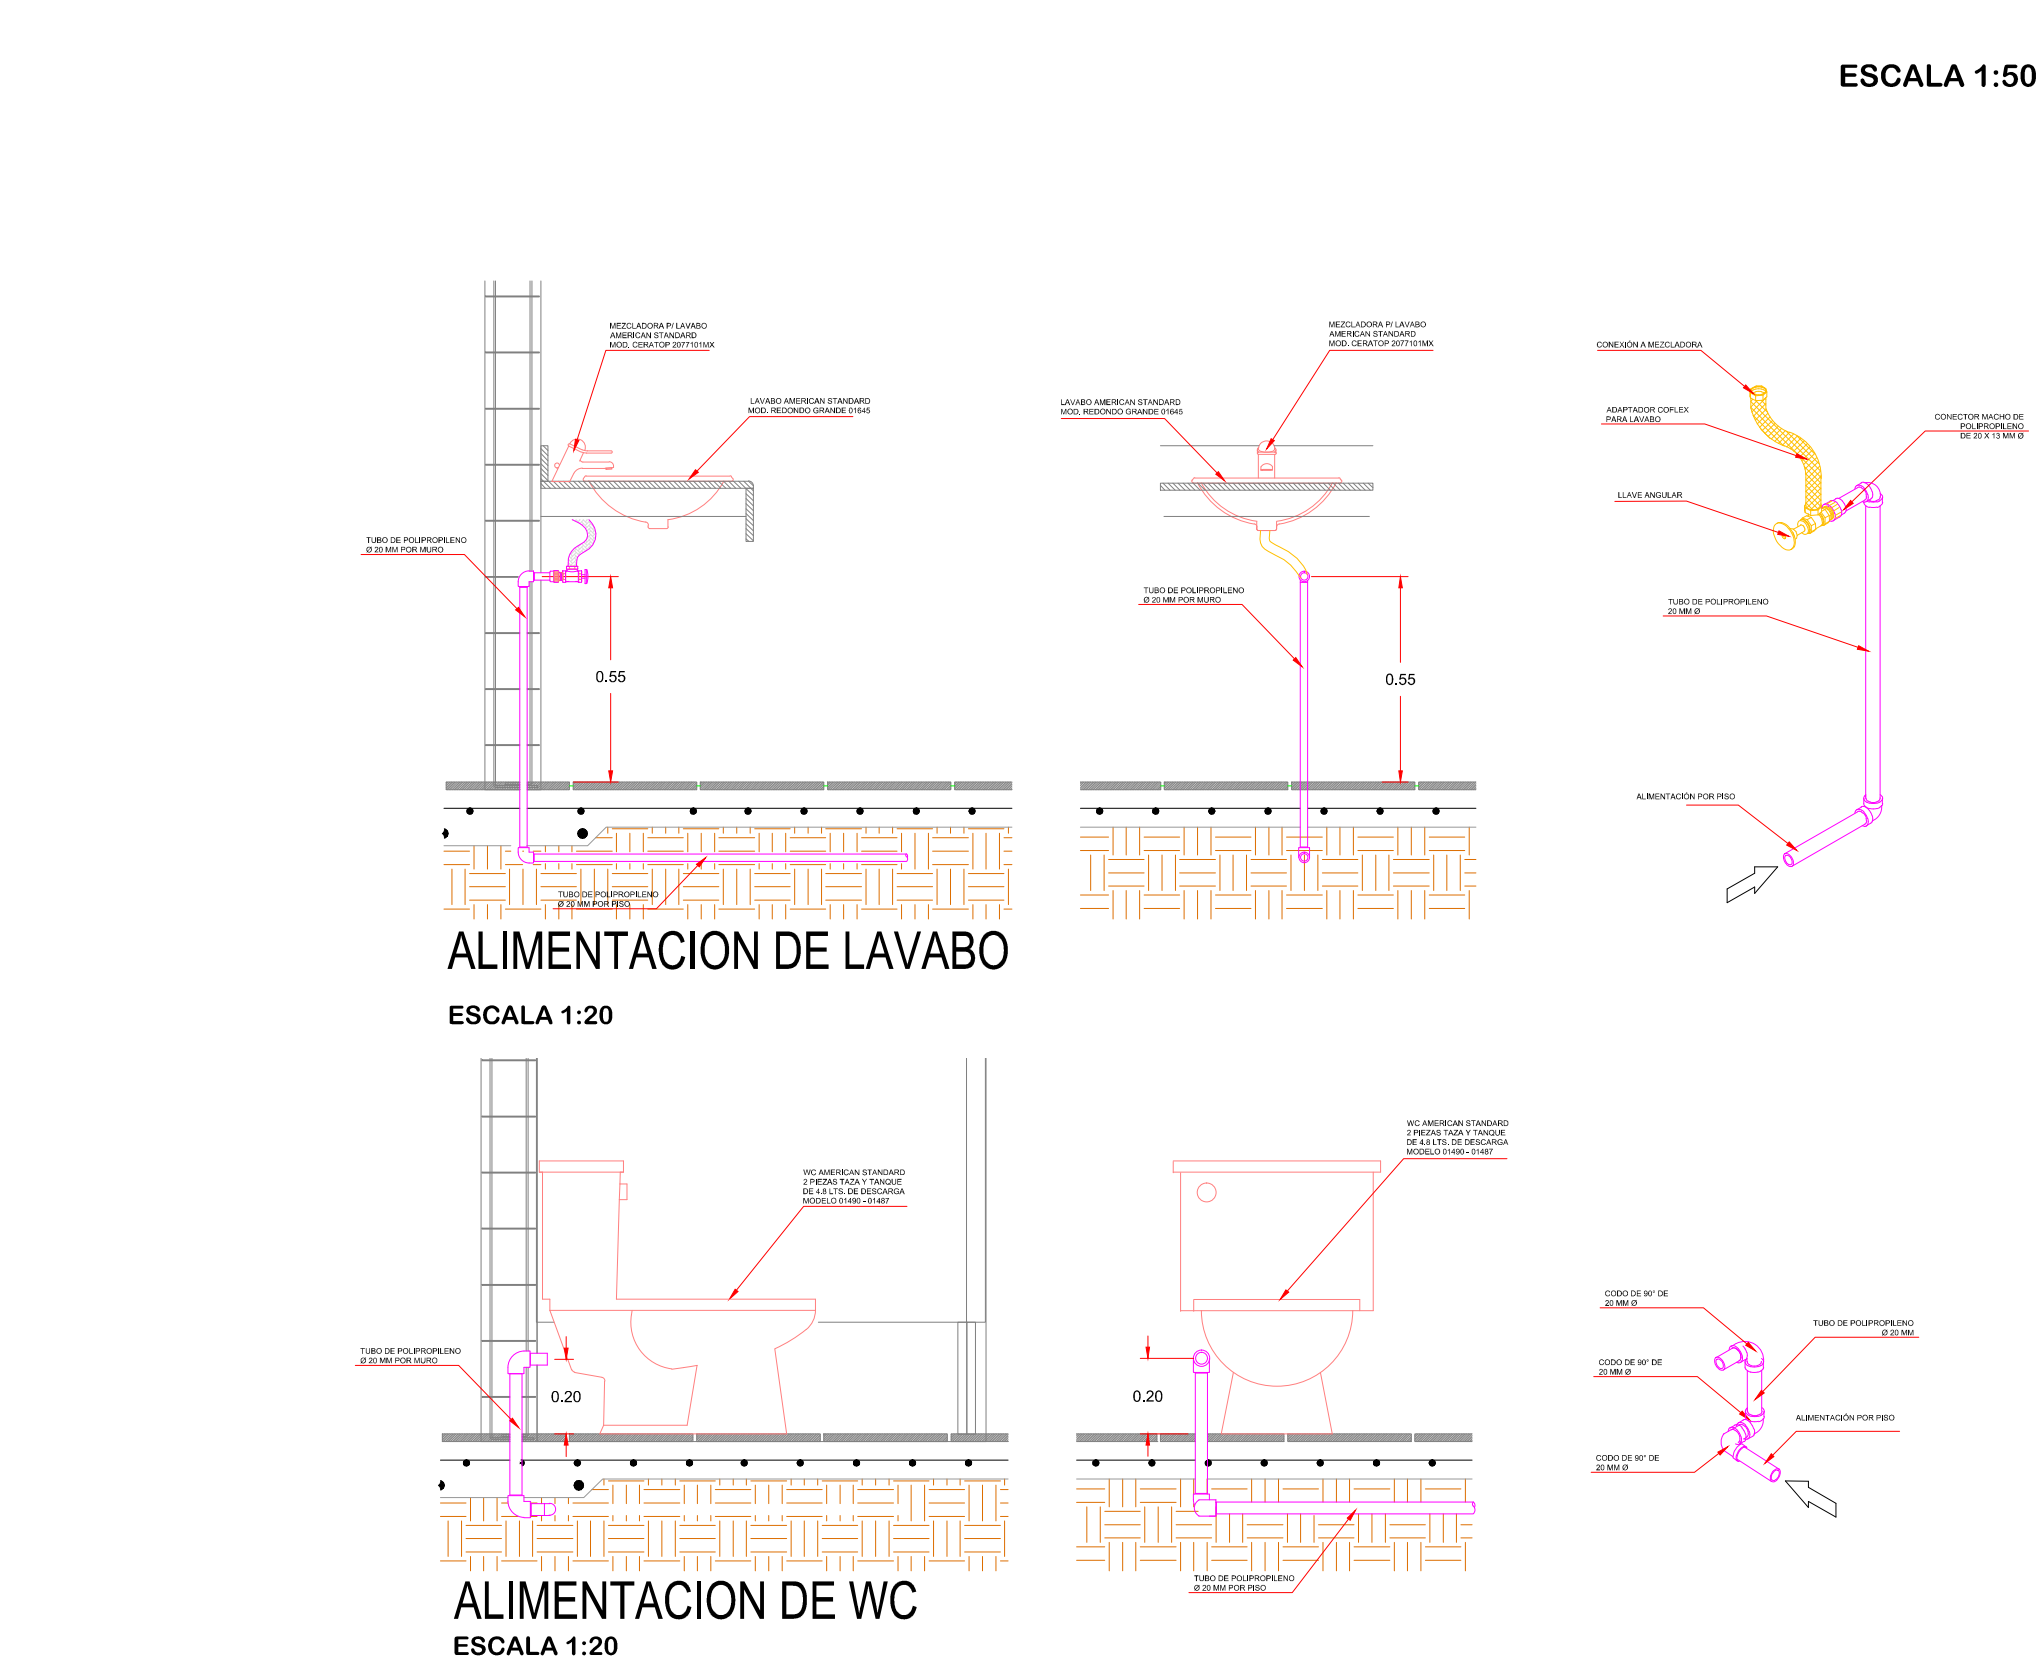 ESCALA 1:50
MEZCLADORA P/ LAVABO
AMERICAN STANDARD
MOD. CERATOP 2077101MX
LAVABO AMERICAN STANDARD
MOD. REDONDO GRANDE 01645
TUBO DE POLIPROPILENO
Ø 20 MM POR MURO
0.55
TUBO DE POLIPROPILENO
Ø 20 MM POR PISO
MEZCLADORA P/ LAVABO
AMERICAN STANDARD
MOD. CERATOP 2077101MX
LAVABO AMERICAN STANDARD
MOD. REDONDO GRANDE 01645
TUBO DE POLIPROPILENO
Ø 20 MM POR MURO
0.55
CONEXIÓN A MEZCLADORA
ADAPTADOR COFLEX
PARA LAVABO
CONECTOR MACHO DE
POLIPROPILENO
DE 20 X 13 MM Ø
LLAVE ANGULAR
TUBO DE POLIPROPILENO
20 MM Ø
ALIMENTACIÓN POR PISO
ALIMENTACION DE LAVABO
ESCALA 1:20
WC AMERICAN STANDARD
2 PIEZAS TAZA Y TANQUE
DE 4.8 LTS. DE DESCARGA
MODELO 01490 - 01487
TUBO DE POLIPROPILENO
Ø 20 MM POR MURO
0.20
WC AMERICAN STANDARD
2 PIEZAS TAZA Y TANQUE
DE 4.8 LTS. DE DESCARGA
MODELO 01490 - 01487
0.20
TUBO DE POLIPROPILENO
Ø 20 MM POR PISO
CODO DE 90° DE
20 MM Ø
TUBO DE POLIPROPILENO
Ø 20 MM
CODO DE 90° DE
20 MM Ø
ALIMENTACIÓN POR PISO
CODO DE 90° DE
20 MM Ø
ALIMENTACION DE WC
ESCALA 1:20